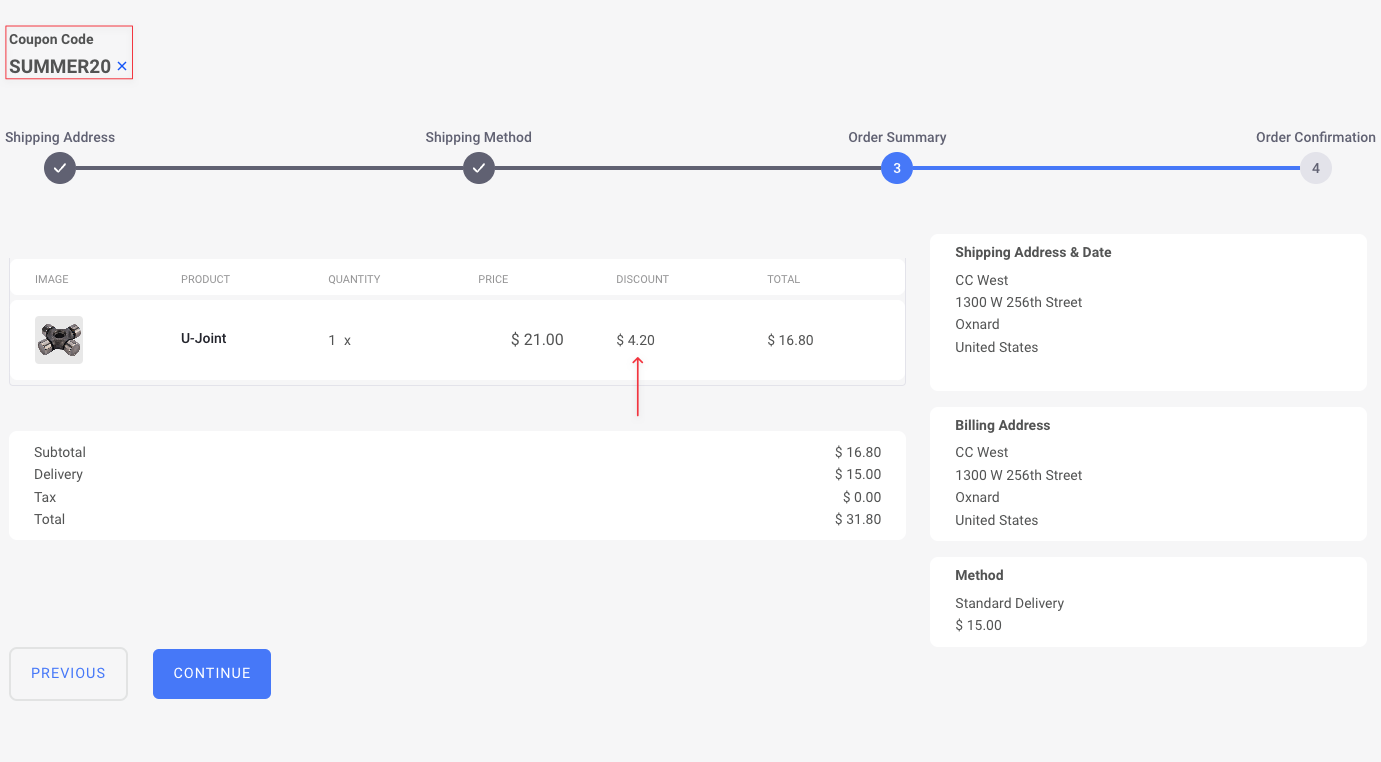 Coupon Code
SUMMER20 ×
Shipping Address
Shipping Method
Order Summary
Order Confirmation
3
4
IMAGE PRODUCT QUANTITY PRICE DISCOUNT TOTAL
U-Joint 1 x $ 21.00 $ 4.20 $ 16.80
Subtotal $ 16.80
Delivery $ 15.00
Tax $ 0.00
Total $ 31.80
Shipping Address & Date
CC West
1300 W 256th Street
Oxnard
United States
Billing Address
CC West
1300 W 256th Street
Oxnard
United States
Method
Standard Delivery
$ 15.00
PREVIOUS
CONTINUE